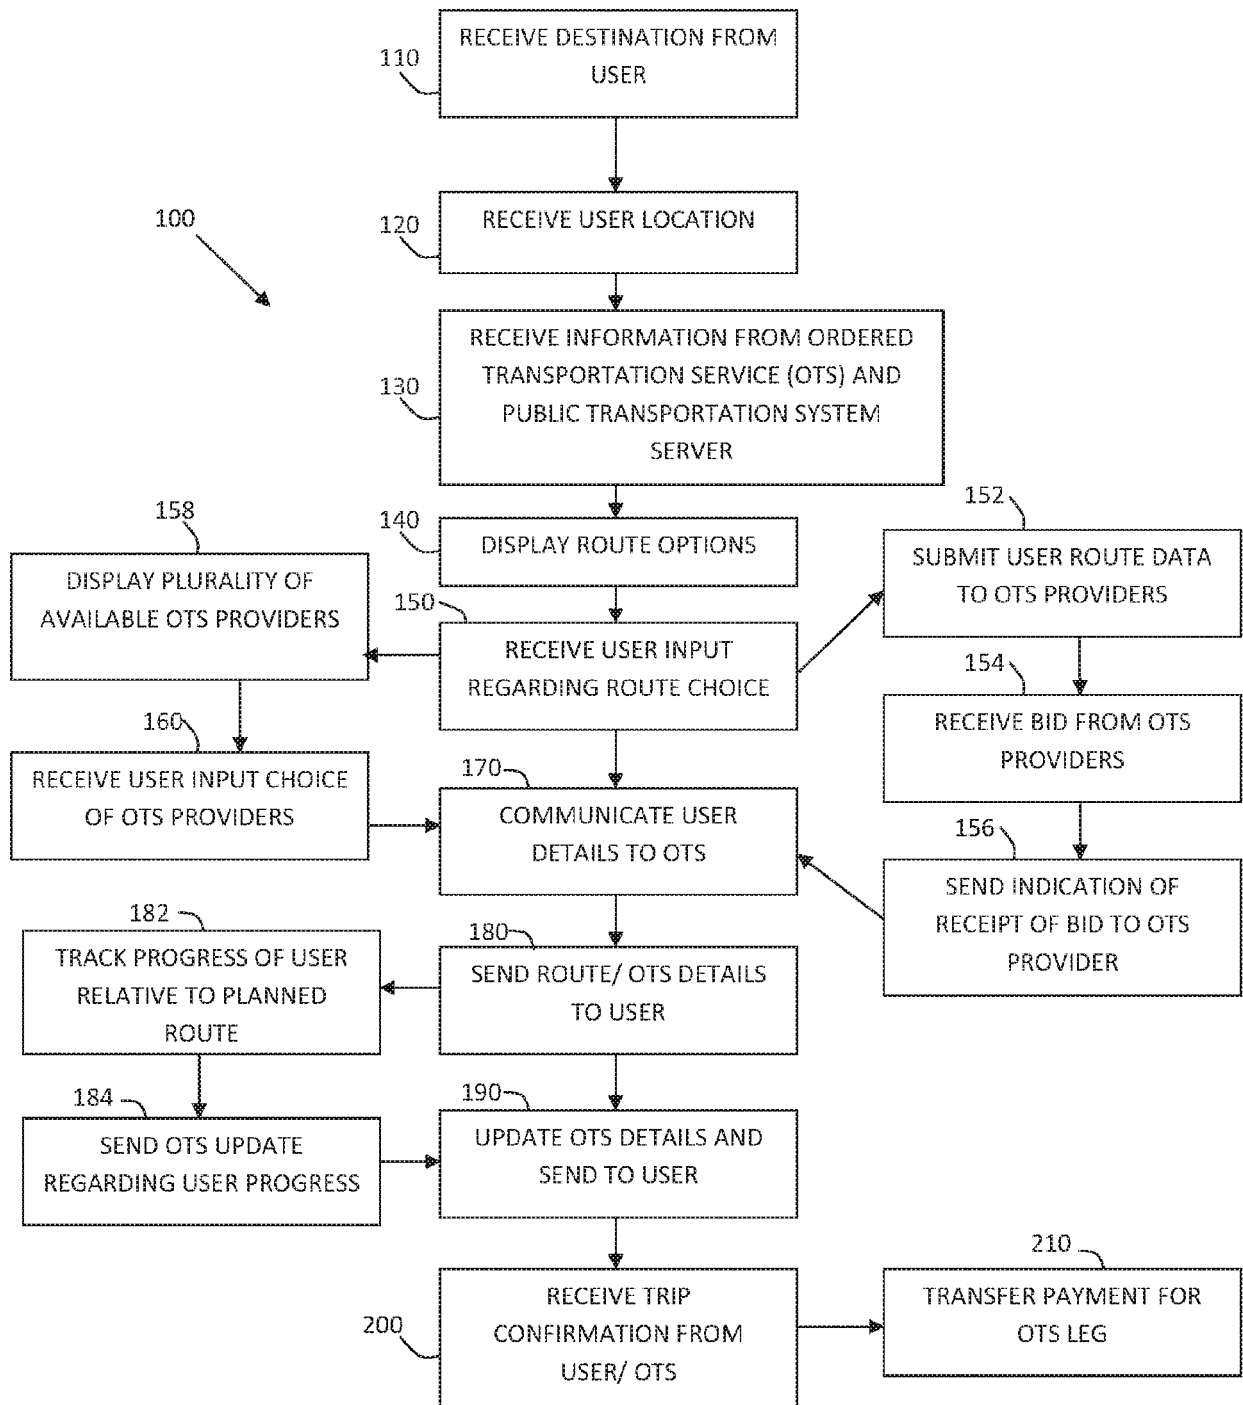 RECEIVE DESTINATION FROM
USER
110
RECEIVE USER LOCATION
120
100
RECEIVE INFORMATION FROM ORDERED
TRANSPORTATION SERVICE (OTS) AND
PUBLIC TRANSPORTATION SYSTEM
SERVER
130
140
DISPLAY ROUTE OPTIONS
158
DISPLAY PLURALITY OF
AVAILABLE OTS PROVIDERS
150
RECEIVE USER INPUT
REGARDING ROUTE CHOICE
152
SUBMIT USER ROUTE DATA
TO OTS PROVIDERS
154
RECEIVE BID FROM OTS
PROVIDERS
160
RECEIVE USER INPUT CHOICE
OF OTS PROVIDERS
170
COMMUNICATE USER
DETAILS TO OTS
156
SEND INDICATION OF
RECEIPT OF BID TO OTS
PROVIDER
182
TRACK PROGRESS OF USER
RELATIVE TO PLANNED
ROUTE
180
SEND ROUTE/ OTS DETAILS
TO USER
184
SEND OTS UPDATE
REGARDING USER PROGRESS
190
UPDATE OTS DETAILS AND
SEND TO USER
200
RECEIVE TRIP
CONFIRMATION FROM
USER/ OTS
210
TRANSFER PAYMENT FOR
OTS LEG